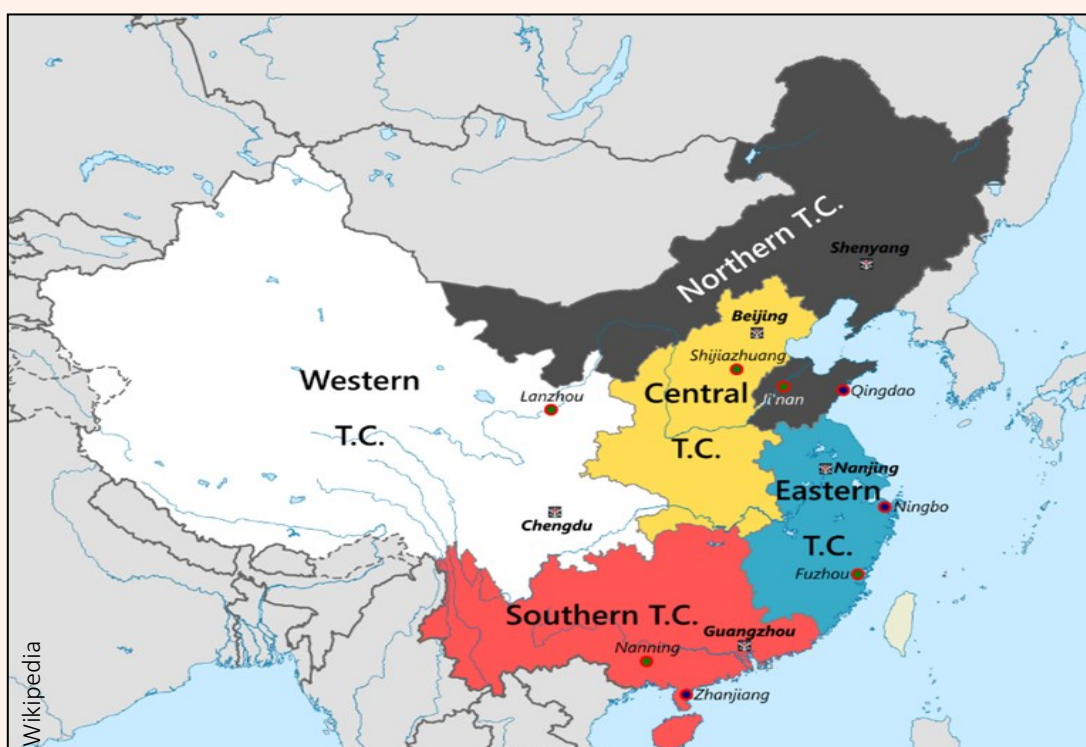 Northern T.C.
Shenyang
Beijing
Shijiazhuang
Western
T.C.
Lanzhou
Central
T.C.
Ji'nan
Qingdao
Nanjing
Eastern
T.C.
Ningbo
Chengdu
Fuzhou
Southern T.C.
Guangzhou
Nanning
Zhanjiang
Wikipedia